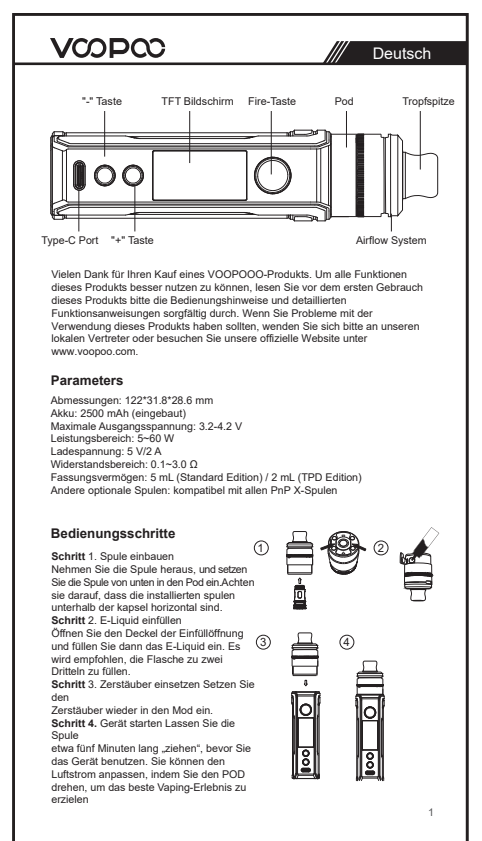 VOOPOO
Deutsch
"-" Taste TFT Bildschirm Fire-Taste Pod Tropfspitze
Type-C Port "+" Taste Airflow System
Vielen Dank für Ihren Kauf eines VOOPOOO-Produkts. Um alle Funktionen
dieses Produkts besser nutzen zu können, lesen Sie vor dem ersten Gebrauch
dieses Produkts bitte die Bedienungshinweise und detaillierten
Funktionsanweisungen sorgfältig durch. Wenn Sie Probleme mit der
Verwendung dieses Produkts haben sollten, wenden Sie sich bitte an unseren
lokalen Vertreter oder besuchen Sie unsere offizielle Website unter
www.voopoo.com.
Parameters
Abmessungen: 122*31.8*28.6 mm
Akku: 2500 mAh (eingebaut)
Maximale Ausgangsspannung: 3.2-4.2 V
Leistungsbereich: 5~60 W
Ladespannung: 5 V/2 A
Widerstandsbereich: 0.1~3.0 Ω
Fassungsvermögen: 5 mL (Standard Edition) / 2 mL (TPD Edition)
Andere optionale Spulen: kompatibel mit allen PnP X-Spulen
Bedienungsschritte
Schritt 1. Spule einbauen
Nehmen Sie die Spule heraus, und setzen
Sie die Spule von unten in den Pod ein.Achten
sie darauf, dass die installierten spulen
unterhalb der kapsel horizontal sind.
Schritt 2. E-Liquid einfüllen
Öffnen Sie den Deckel der Einfüllöffnung
und füllen Sie dann das E-Liquid ein. Es
wird empfohlen, die Flasche zu zwei
Dritteln zu füllen.
Schritt 3. Zerstäuber einsetzen Setzen Sie
den
Zerstäuber wieder in den Mod ein.
Schritt 4. Gerät starten Lassen Sie die
Spule
etwa fünf Minuten lang „ziehen“, bevor Sie
das Gerät benutzen. Sie können den
Luftstrom anpassen, indem Sie den POD
drehen, um das beste Vaping-Erlebnis zu
erzielen
1 2
3 4
1